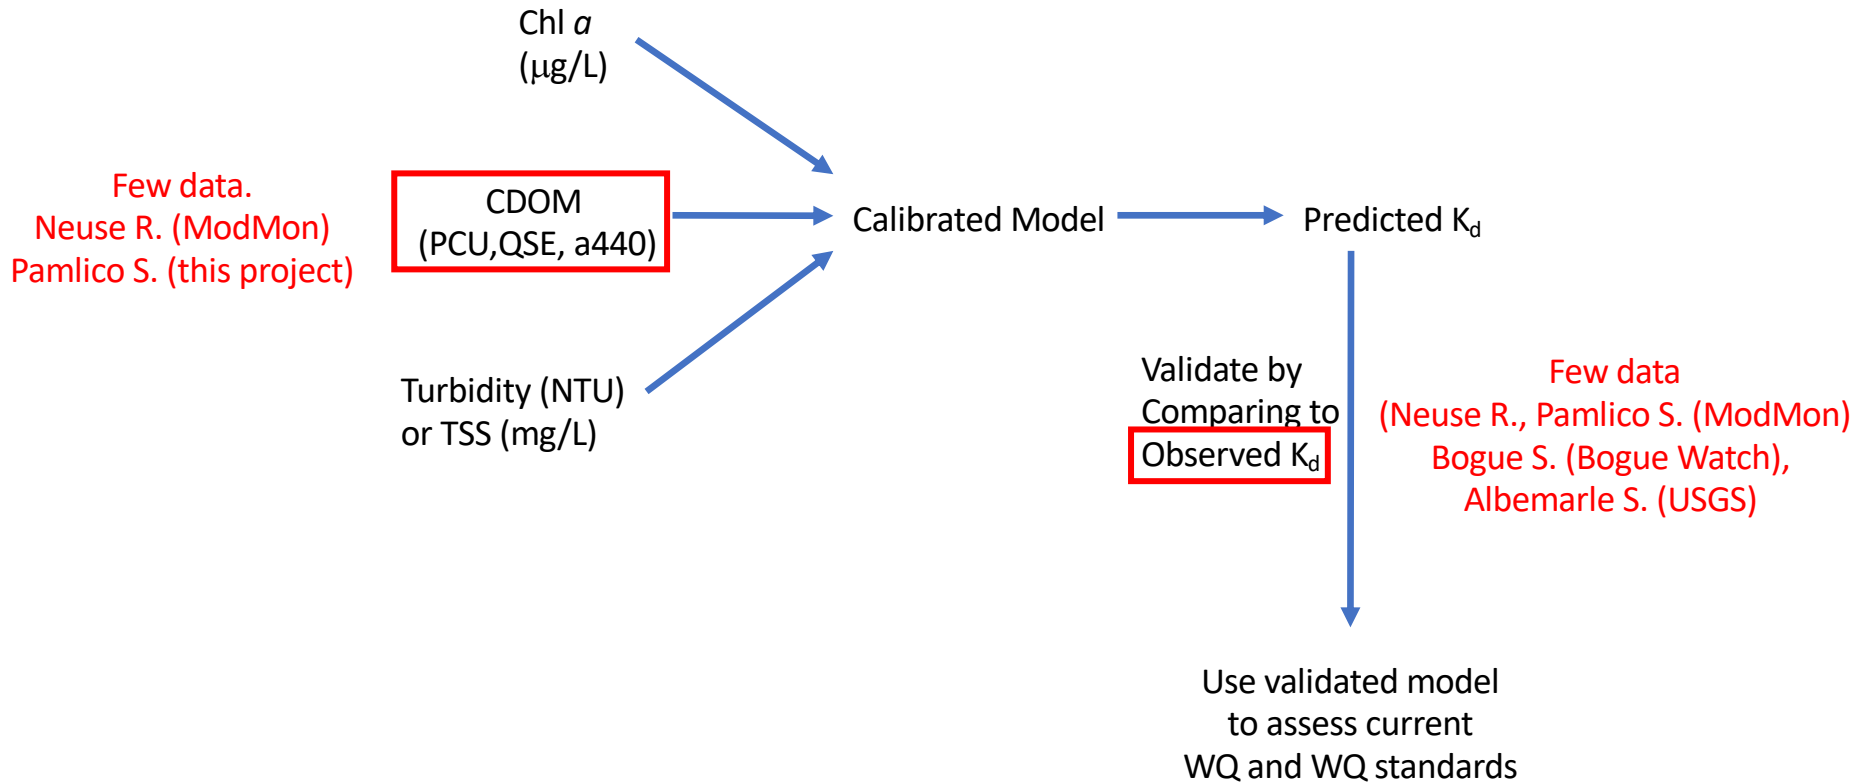 Chl a
(μg/L)
Few data.
Neuse R. (ModMon)
Pamlico S. (this project)
CDOM
(PCU,QSE, a440)
Calibrated Model
Predicted Kd
Turbidity (NTU)
or TSS (mg/L)
Validate by
Comparing to
Observed Kd
Few data
(Neuse R., Pamlico S. (ModMon)
Bogue S. (Bogue Watch),
Albemarle S. (USGS)
Use validated model
to assess current
WQ and WQ standards